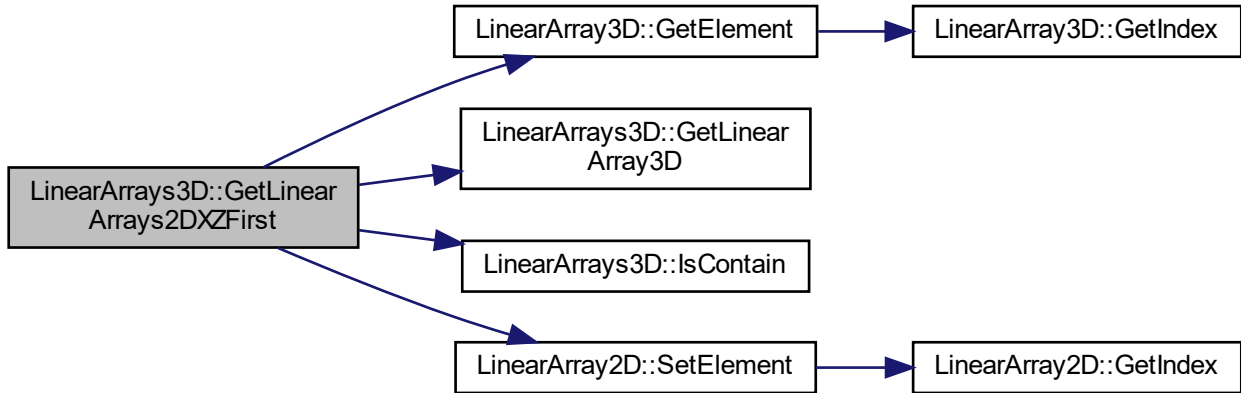 LinearArray3D::GetElement
LinearArray3D::GetIndex
LinearArrays3D::GetLinear
Array3D
LinearArrays3D::GetLinear
Arrays2DXZFirst
LinearArrays3D::IsContain
LinearArray2D::SetElement
LinearArray2D::GetIndex